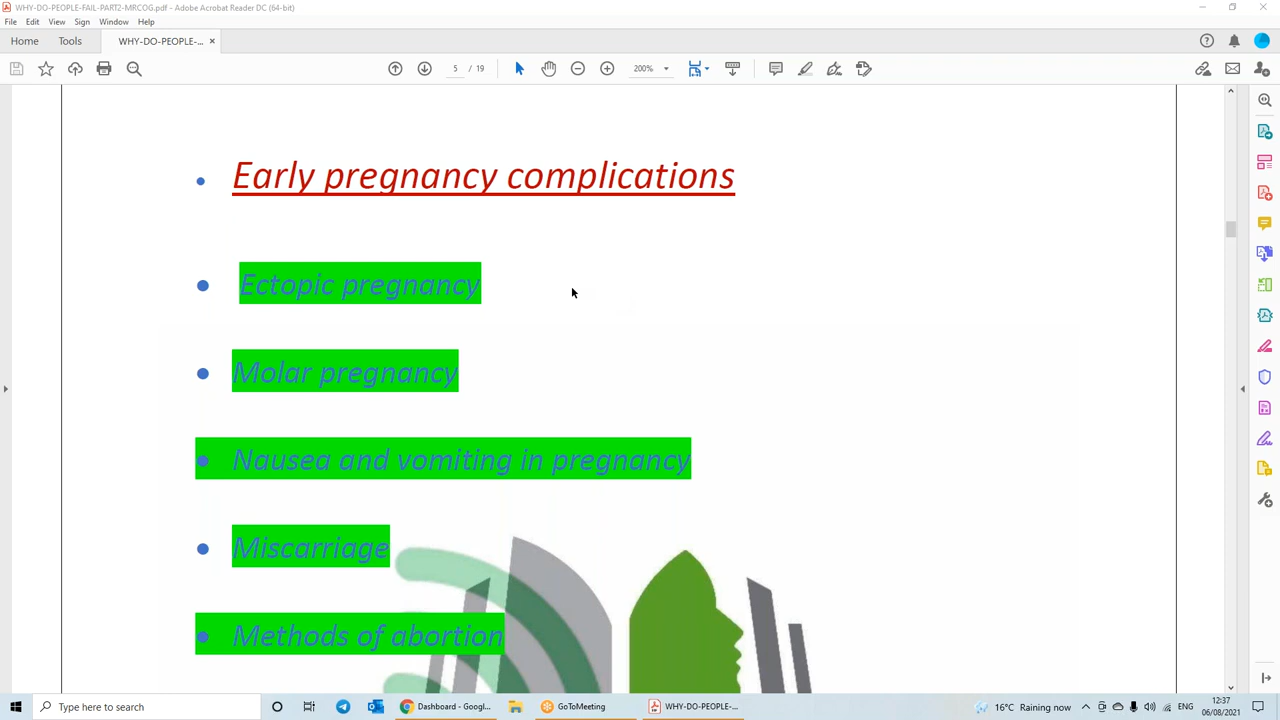 WHY-DO-PEOPLE-FAIL-PART2-MRCOG.pdf - Adobe Acrobat Reader DC (64-bit)
File Edit View Sign Window Help
Home Tools WHY-DO-PEOPLE-... ×
5 / 19 200%
• Early pregnancy complications
• Ectopic pregnancy
• Molar pregnancy
• Nausea and vomiting in pregnancy
• Miscarriage
• Methods of abortion
Type here to search
Dashboard - Googl...
GoToMeeting
WHY-DO-PEOPLE-...
16°C Raining now
ENG
12:37
06/08/2021